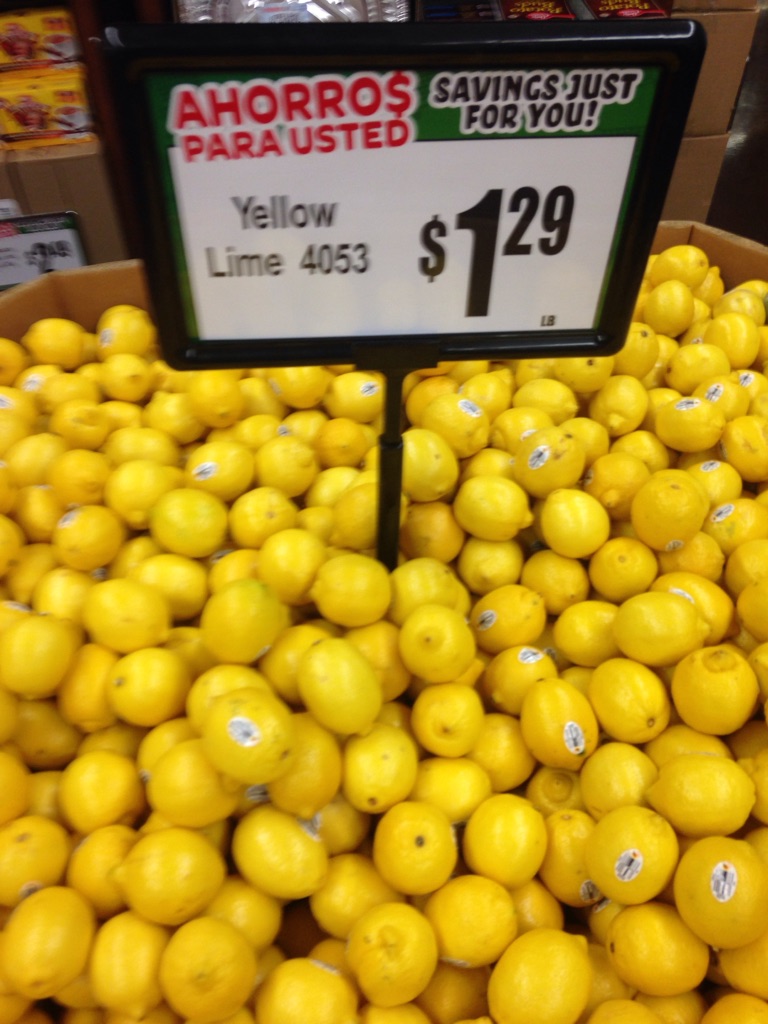 AHORRO$
PARA USTED
SAVINGS JUST
FOR YOU!
Yellow
Lime 4053
$129
LB